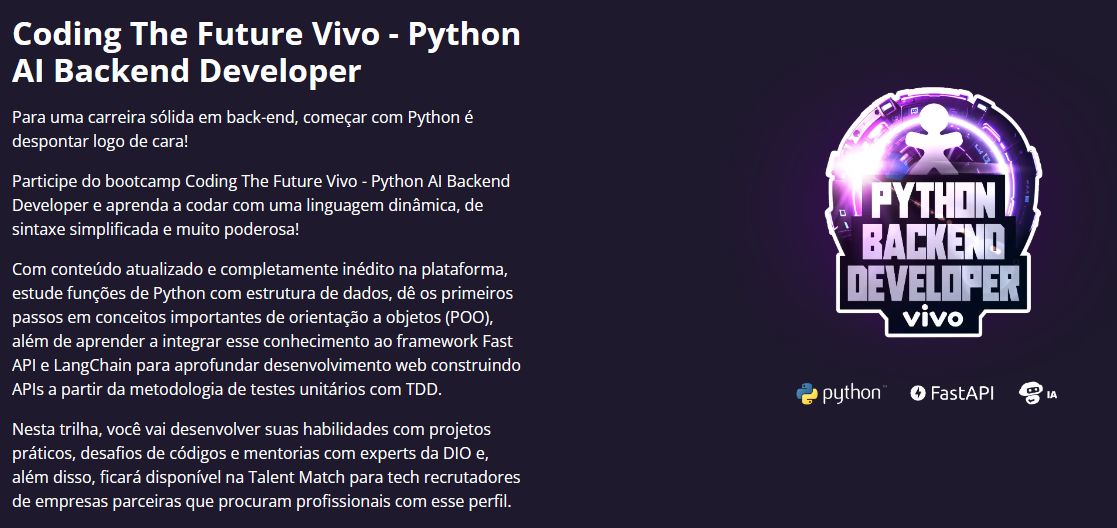 Coding The Future Vivo - Python
AI Backend Developer
Para uma carreira sólida em back-end, começar com Python é
despontar logo de cara!
Participe do bootcamp Coding The Future Vivo - Python AI Backend
Developer e aprenda a codar com uma linguagem dinâmica, de
sintaxe simplificada e muito poderosa!
Com conteúdo atualizado e completamente inédito na plataforma,
estude funções de Python com estrutura de dados, dê os primeiros
passos em conceitos importantes de orientação a objetos (POO),
além de aprender a integrar esse conhecimento ao framework Fast
API e LangChain para aprofundar desenvolvimento web construindo
APIs a partir da metodologia de testes unitários com TDD.
Nesta trilha, você vai desenvolver suas habilidades com projetos
práticos, desafios de códigos e mentorias com experts da DIO e,
além disso, ficará disponível na Talent Match para tech recrutadores
de empresas parceiras que procuram profissionais com esse perfil.
PYTHON
BACKEND
DEVELOPER
vivo
python™
FastAPI
IA